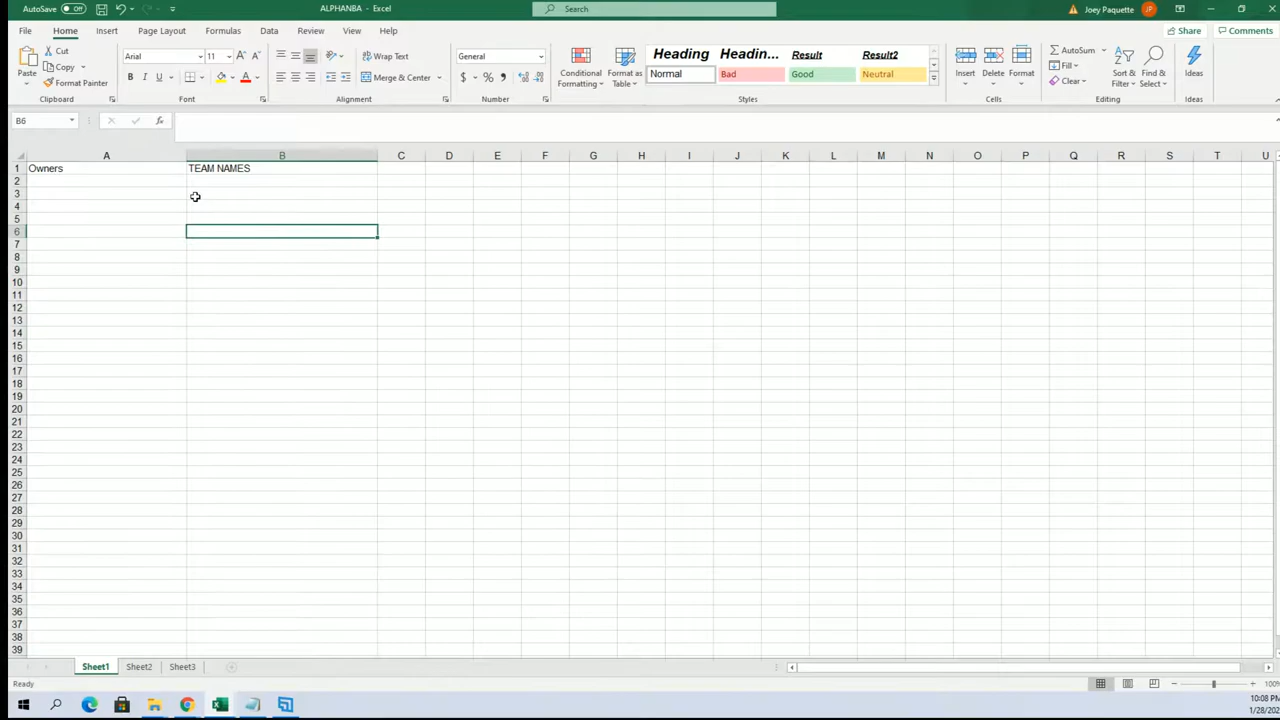 AutoSave Off ALPHANBA - Excel Search Joey Paquette JP
File Home Insert Page Layout Formulas Data Review View Help Share Comments
Paste Cut Copy Format Painter Clipboard
Arial 11 A A B I U A Font
Wrap Text Merge & Center Alignment
General $ % , Number
Conditional Formatting Format as Table
Heading Headin... Result Result2
Normal Bad Good Neutral
Styles
Insert Delete Format Cells
AutoSum Fill Clear Sort & Filter Find & Select Editing
Ideas Ideas
B6 fx
A B C D E F G H I J K L M N O P Q R S T U
1 Owners TEAM NAMES
2
3
4
5
6
7
8
9
10
11
12
13
14
15
16
17
18
19
20
21
22
23
24
25
26
27
28
29
30
31
32
33
34
35
36
37
38
39
Sheet1 Sheet2 Sheet3
Ready 100%
10:08 PM